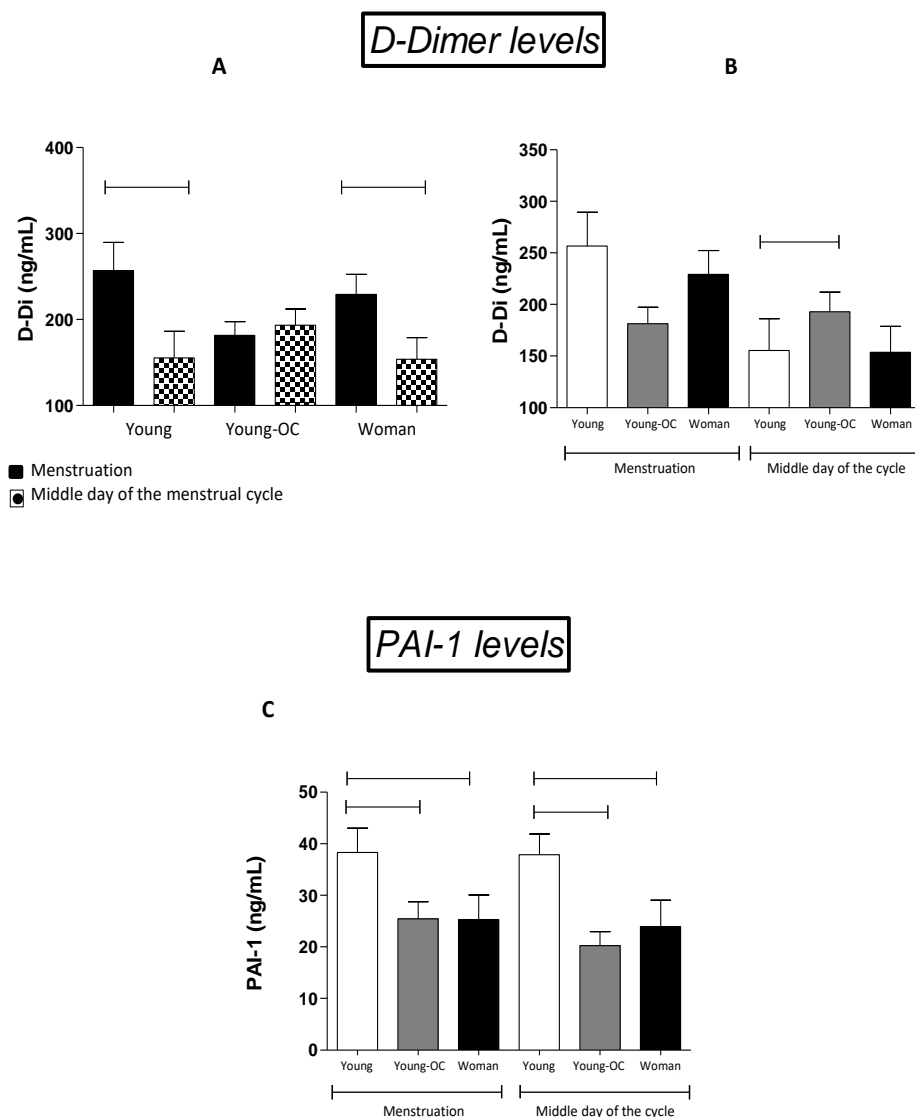 D-Dimer levels
A
B
400
300
200
100
D-Di (ng/mL)
Young
Young-OC
Woman
Menstruation
Middle day of the menstrual cycle
350
300
250
200
150
100
D-Di (ng/mL)
Young
Young-OC
Woman
Young
Young-OC
Woman
Menstruation
Middle day of the cycle
PAI-1 levels
C
50
40
30
20
10
0
PAI-1 (ng/mL)
Young
Young-OC
Woman
Young
Young-OC
Woman
Menstruation
Middle day of the cycle